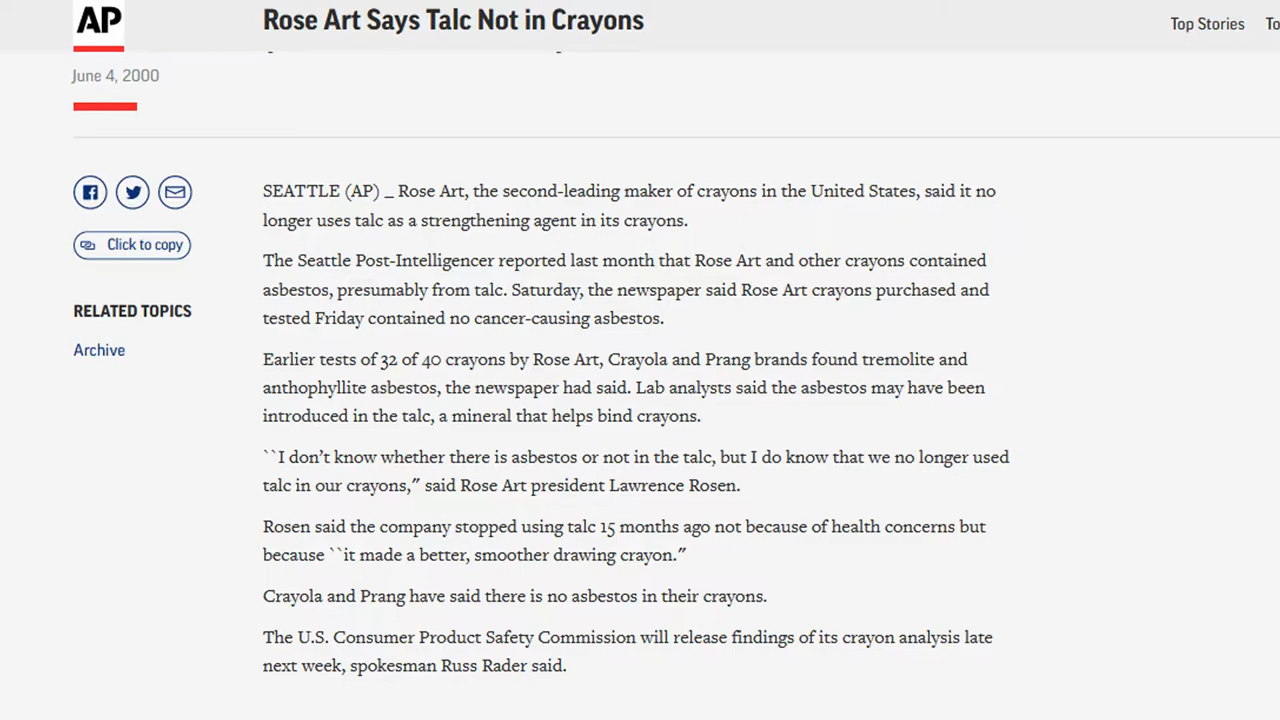 AP
Rose Art Says Talc Not in Crayons
Top Stories
To
June 4, 2000
Click to copy
RELATED TOPICS
Archive
SEATTLE (AP) _ Rose Art, the second-leading maker of crayons in the United States, said it no
longer uses talc as a strengthening agent in its crayons.
The Seattle Post-Intelligencer reported last month that Rose Art and other crayons contained
asbestos, presumably from talc. Saturday, the newspaper said Rose Art crayons purchased and
tested Friday contained no cancer-causing asbestos.
Earlier tests of 32 of 40 crayons by Rose Art, Crayola and Prang brands found tremolite and
anthophyllite asbestos, the newspaper had said. Lab analysts said the asbestos may have been
introduced in the talc, a mineral that helps bind crayons.
``I don’t know whether there is asbestos or not in the talc, but I do know that we no longer used
talc in our crayons,″ said Rose Art president Lawrence Rosen.
Rosen said the company stopped using talc 15 months ago not because of health concerns but
because ``it made a better, smoother drawing crayon.″
Crayola and Prang have said there is no asbestos in their crayons.
The U.S. Consumer Product Safety Commission will release findings of its crayon analysis late
next week, spokesman Russ Rader said.